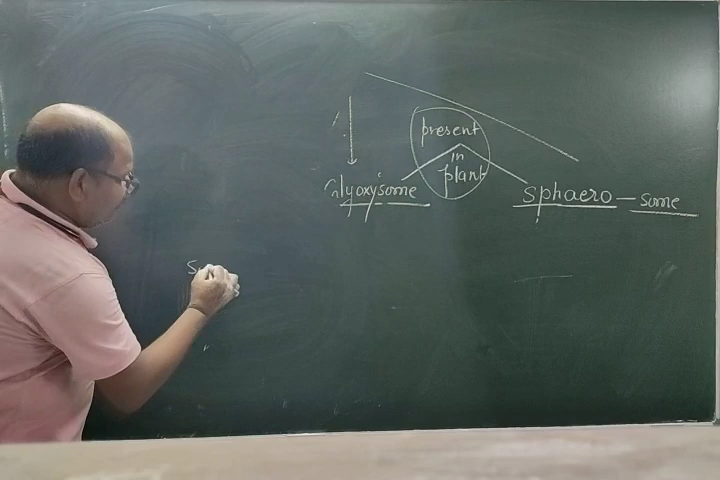 present
in
plant
Glyoxysome
sphaero - some
S